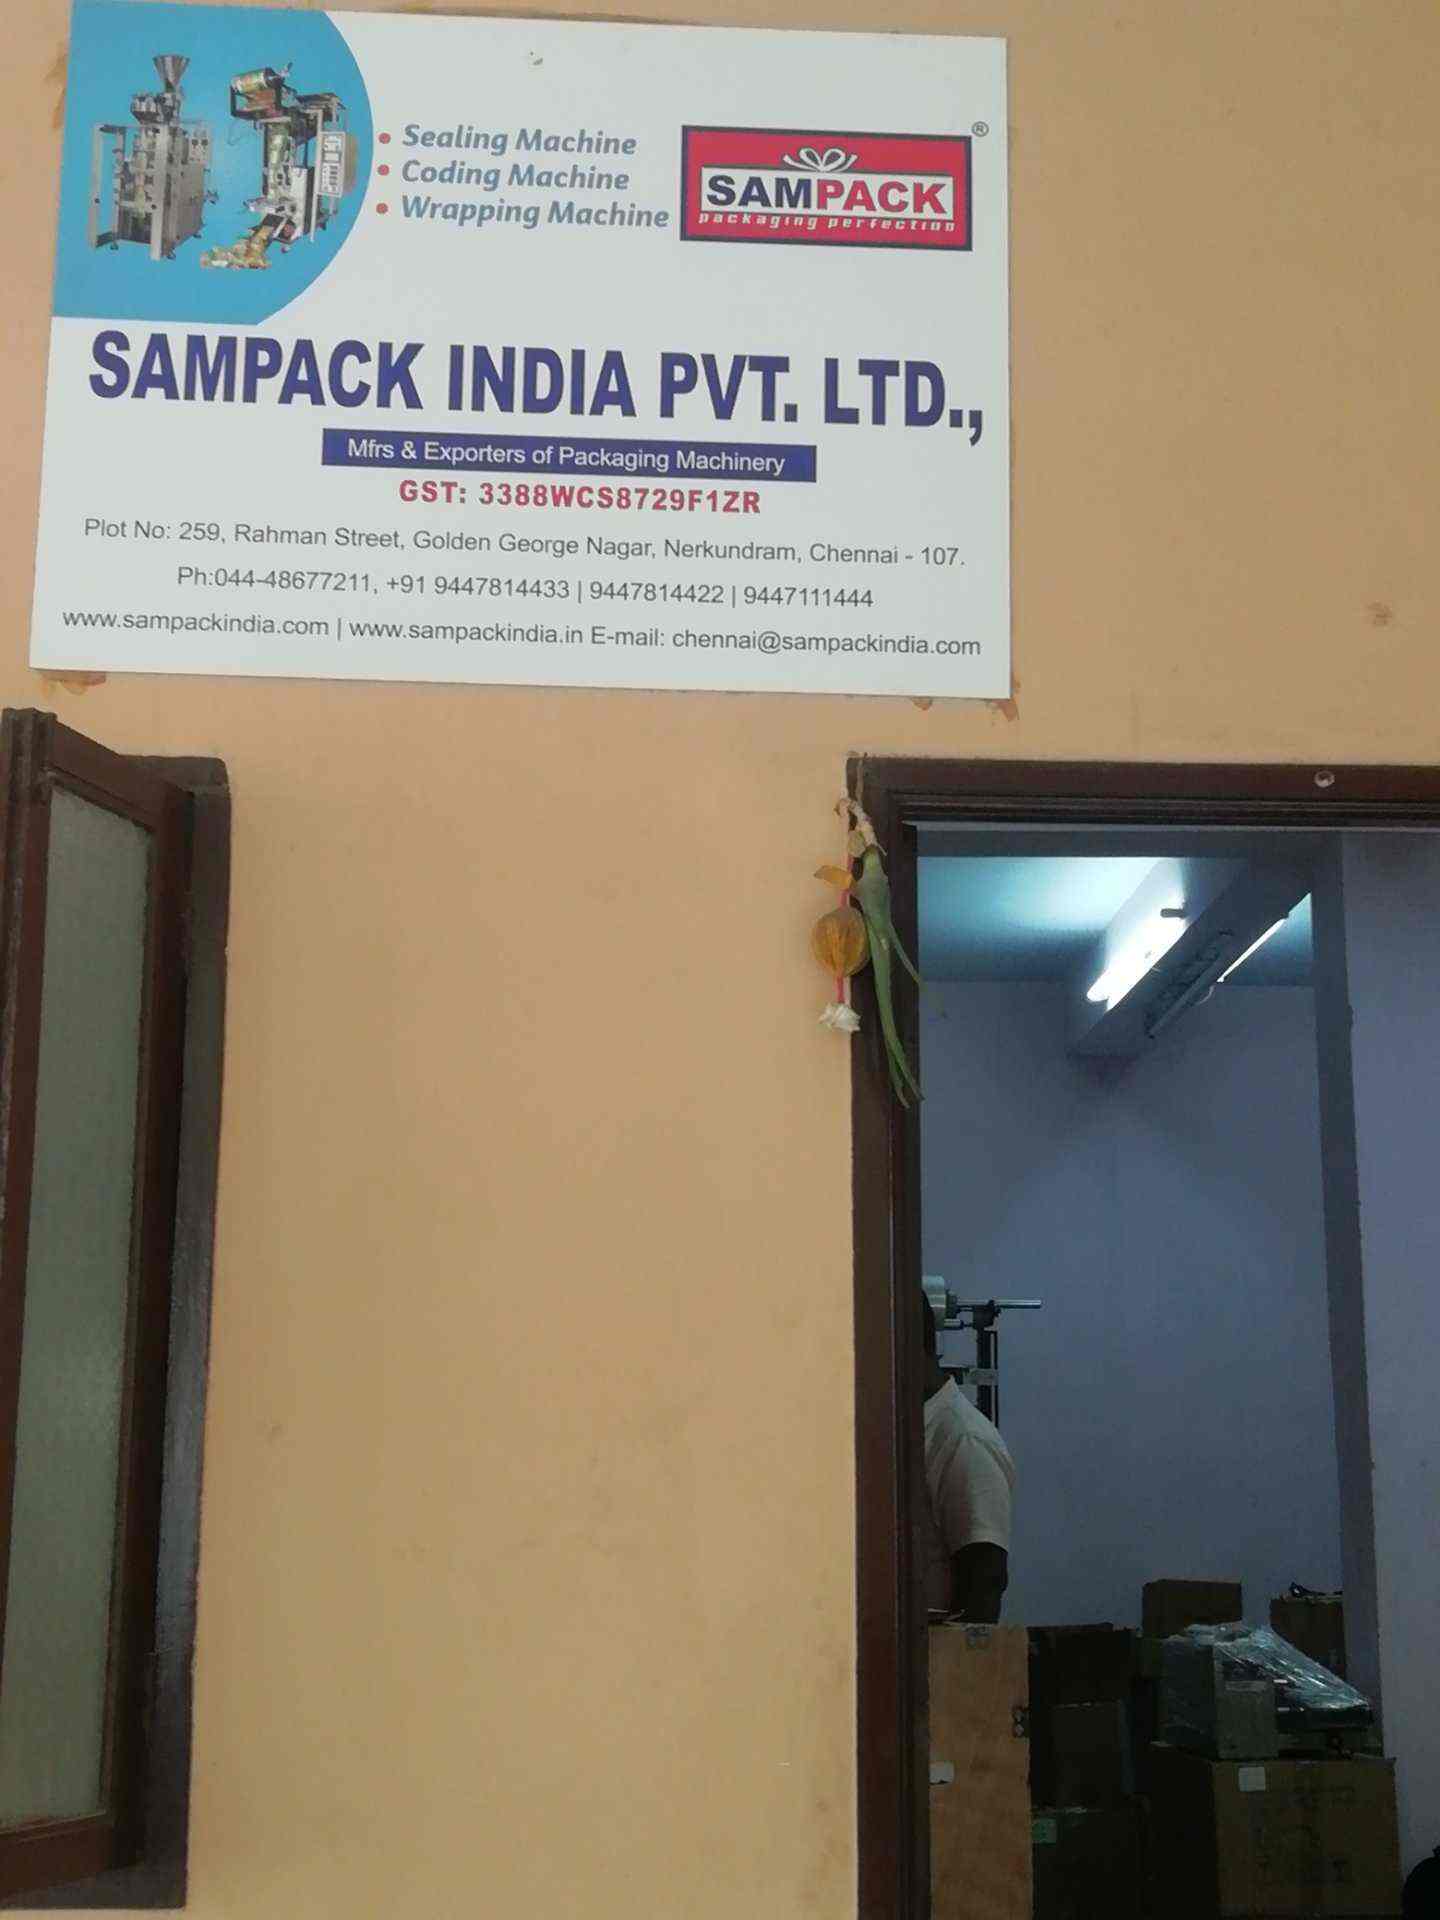 • Sealing Machine
• Coding Machine
• Wrapping Machine
SAMPACK ®
packaging perfection
SAMPACK INDIA PVT. LTD.,
Mfrs & Exporters of Packaging Machinery
GST: 3388WCS8729F1ZR
Plot No: 259, Rahman Street, Golden George Nagar, Nerkundram, Chennai - 107.
Ph:044-48677211, +91 9447814433 | 9447814422 | 9447111444
www.sampackindia.com | www.sampackindia.in E-mail: chennai@sampackindia.com